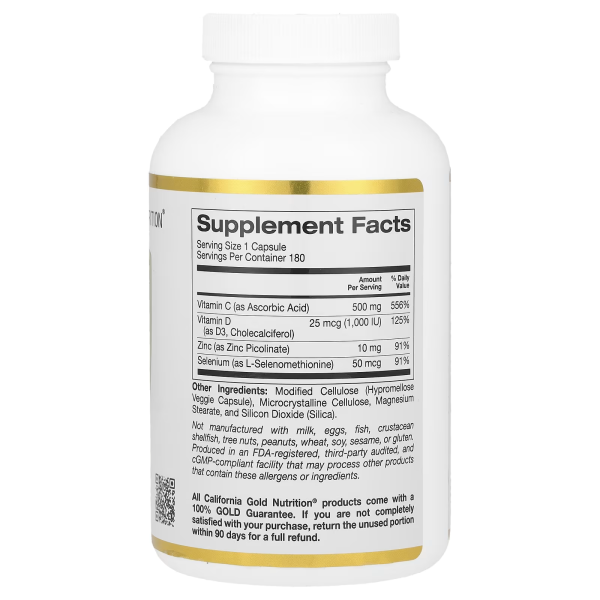 Supplement Facts
Serving Size 1 Capsule
Servings Per Container 180
Amount Per Serving % Daily Value
Vitamin C (as Ascorbic Acid) 500 mg 556%
Vitamin D 25 mcg (1,000 IU) 125%
(as D3, Cholecalciferol)
Zinc (as Zinc Picolinate) 10 mg 91%
Selenium (as L-Selenomethionine) 50 mcg 91%
Other Ingredients: Modified Cellulose (Hypromellose
Veggie Capsule), Microcrystalline Cellulose, Magnesium
Stearate, and Silicon Dioxide (Silica).
Not manufactured with milk, eggs, fish, crustacean
shellfish, tree nuts, peanuts, wheat, soy, sesame, or gluten.
Produced in an FDA-registered, third-party audited, and
cGMP-compliant facility that may process other products
that contain these allergens or ingredients.
All California Gold Nutrition® products come with a
100% GOLD Guarantee. If you are not completely
satisfied with your purchase, return the unused portion
within 90 days for a full refund.